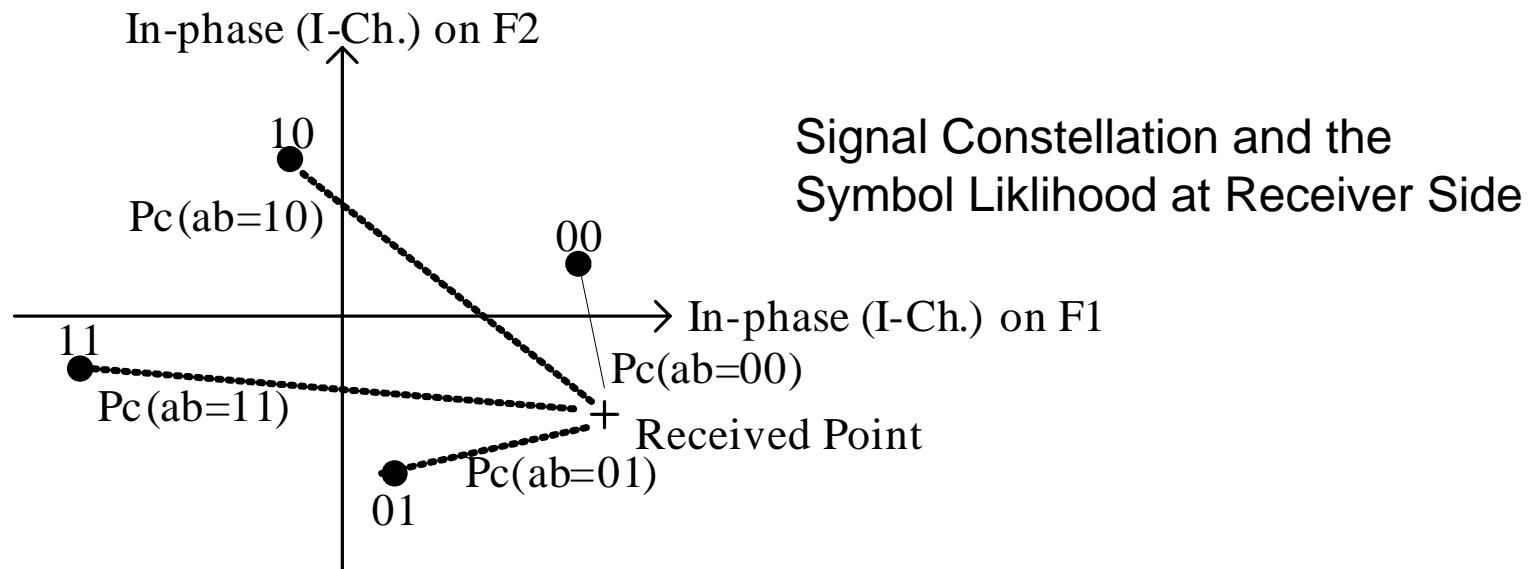 In-phase (I-Ch.) on F2
10
Signal Constellation and the
Symbol Liklihood at Receiver Side
Pc(ab=10)
00
In-phase (I-Ch.) on F1
11
Pc(ab=00)
Pc(ab=11)
Received Point
Pc(ab=01)
01